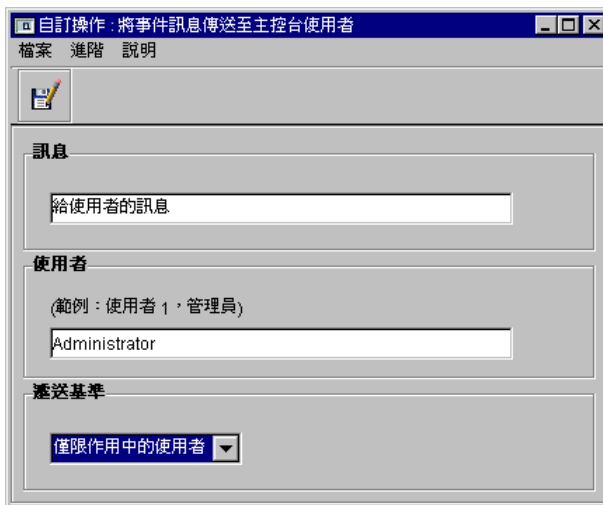 自訂操作 : 將事件訊息傳送至主控台使用者
檔案 進階 說明
訊息
給使用者的訊息
使用者
(範例：使用者 1，管理員)
Administrator
遞送基準
僅限作用中的使用者